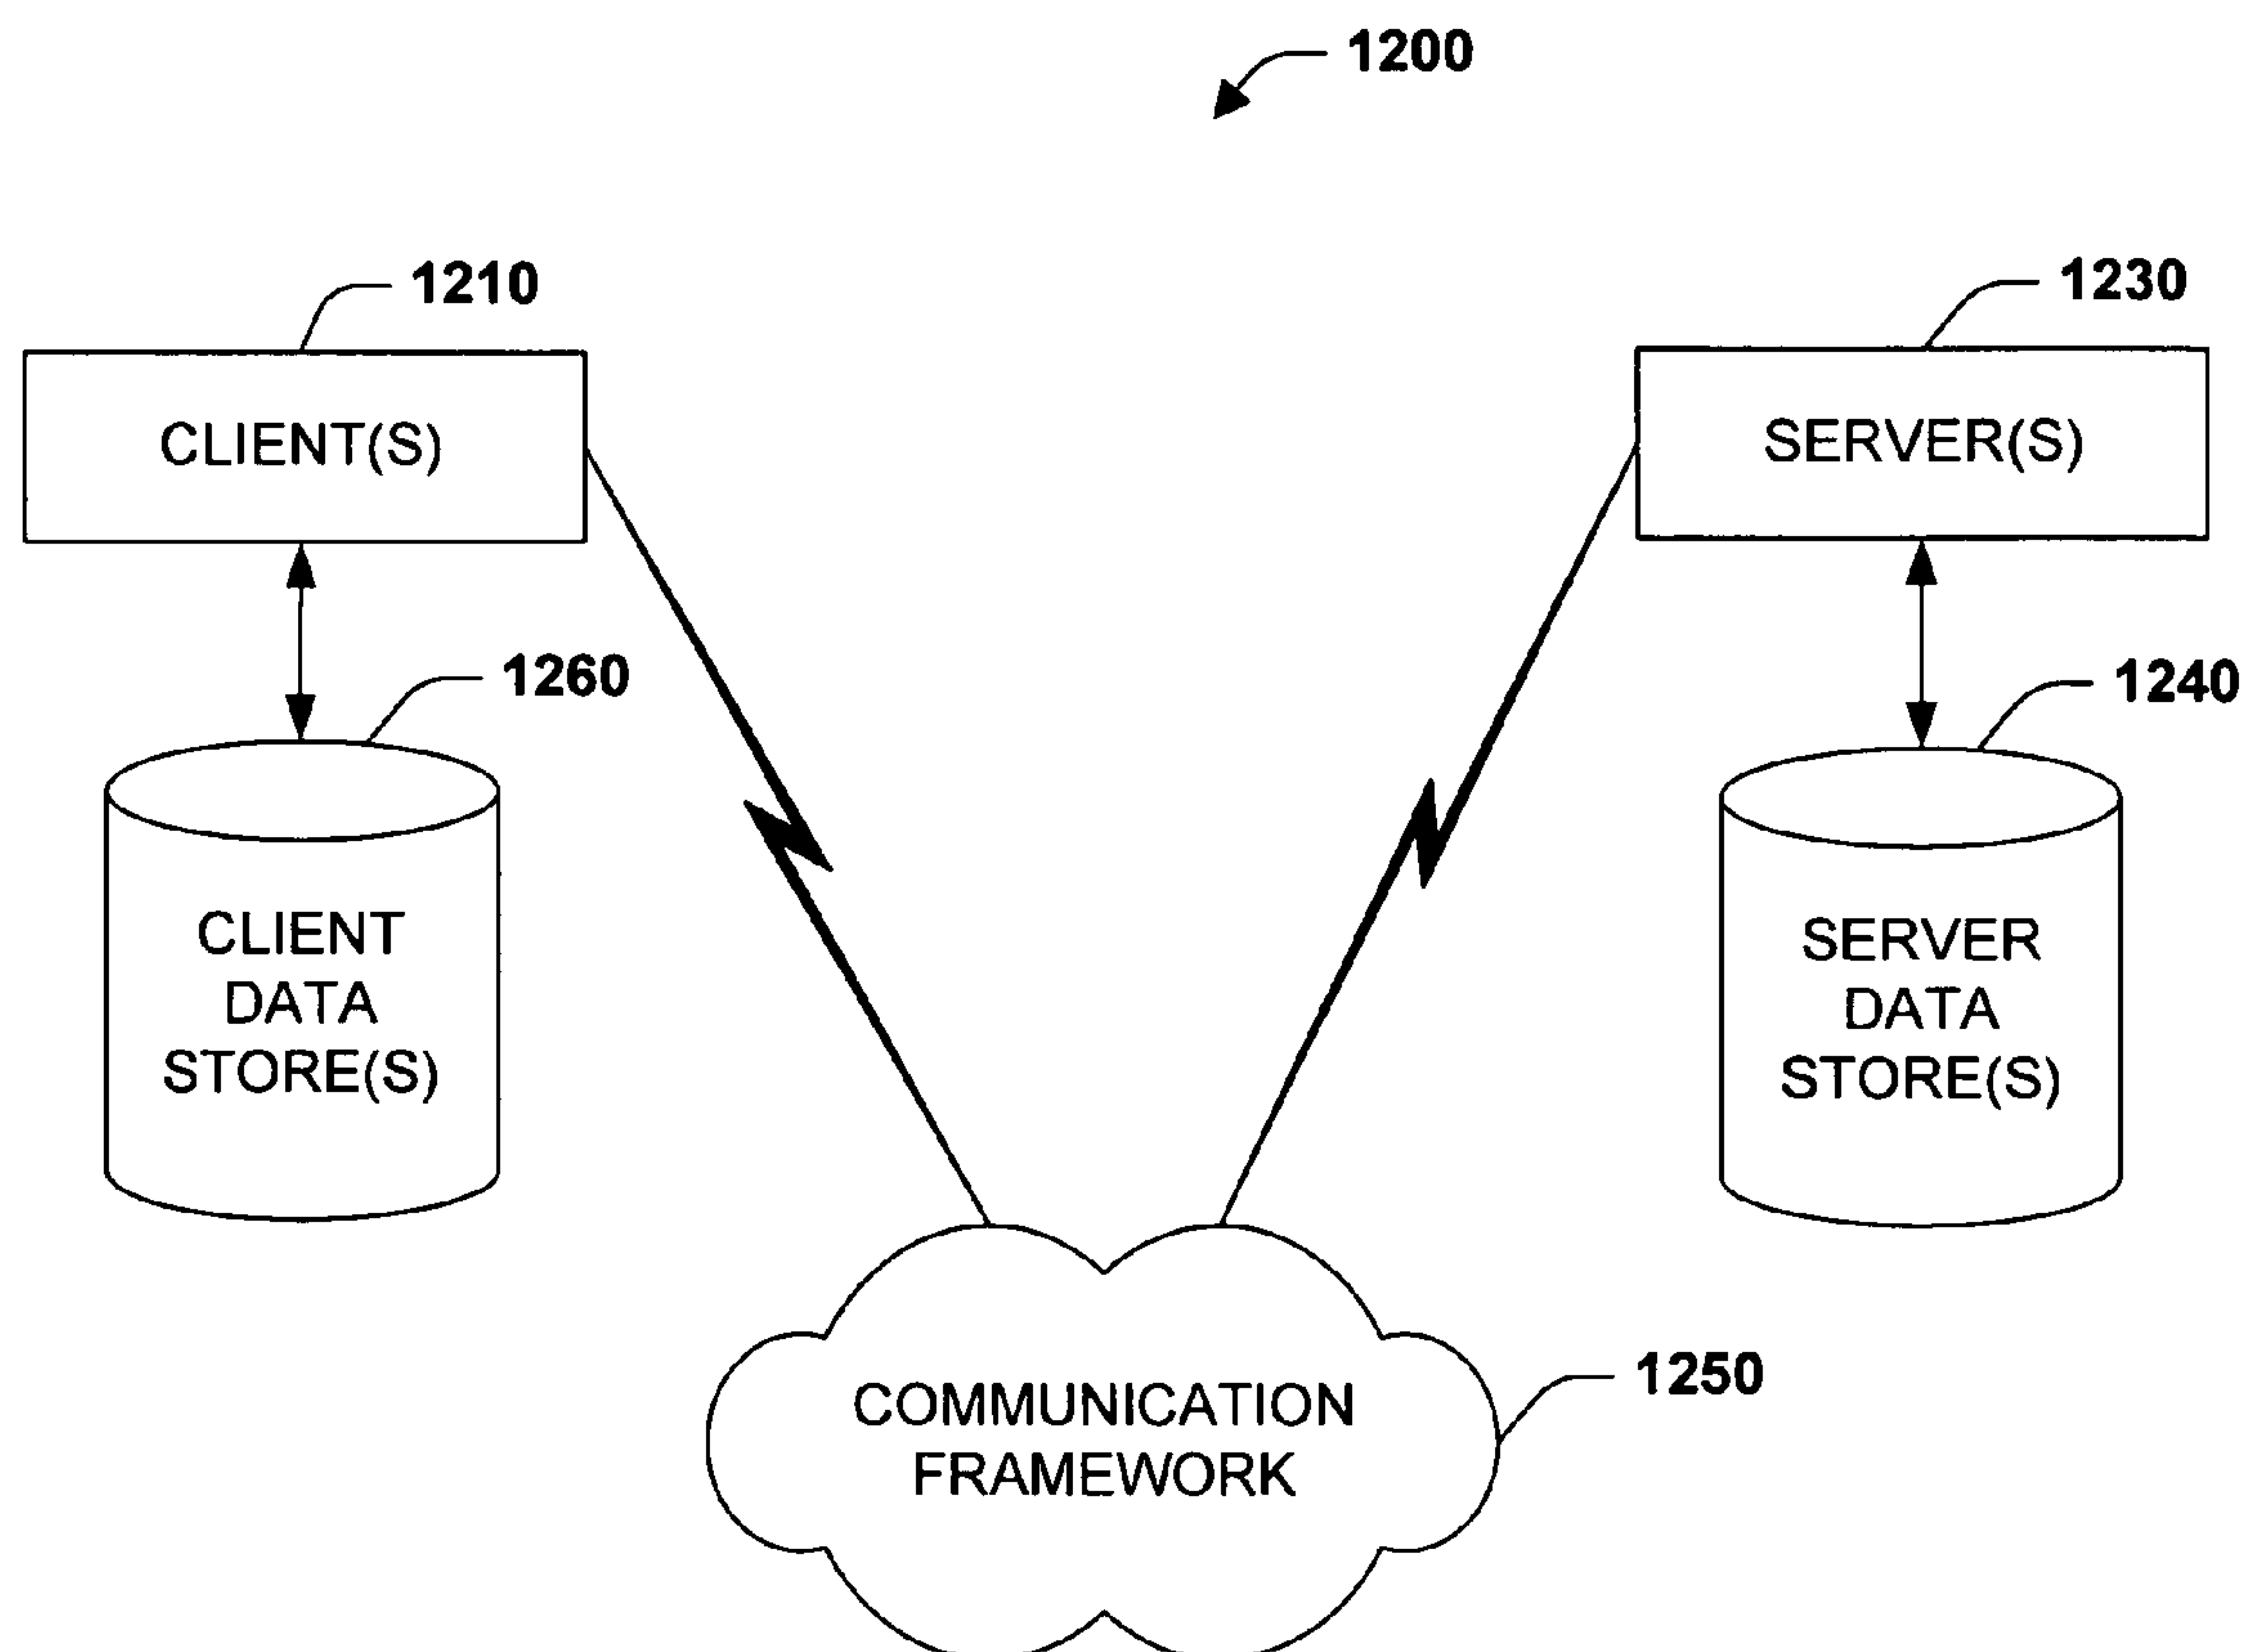 1200
1210
1230
CLIENT(S)
SERVER(S)
1260
1240
CLIENT
DATA
STORE(S)
SERVER
DATA
STORE(S)
1250
COMMUNICATION
FRAMEWORK